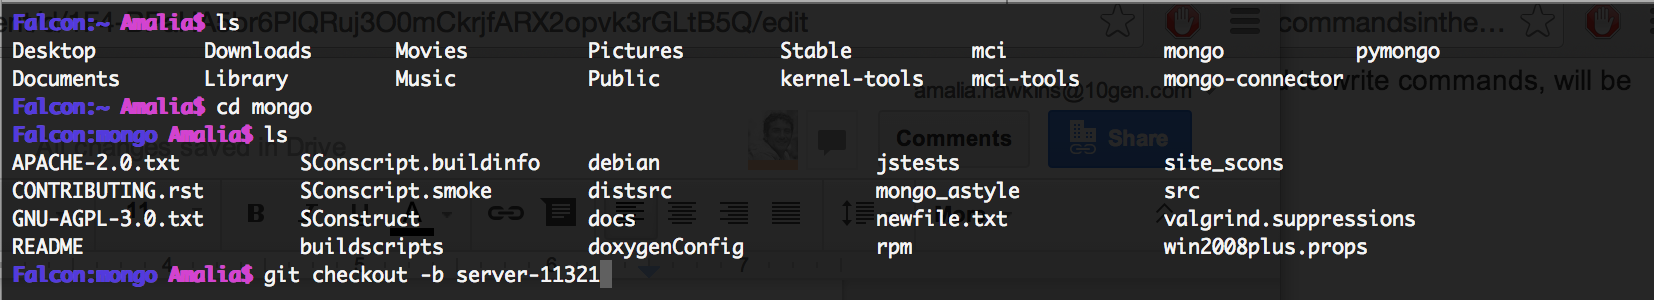 Falcon:~ Amalia$ ls
Desktop Downloads Movies Pictures Stable mci mongo pymongo
Documents Library Music Public kernel-tools mci-tools mongo-connector
Falcon:~ Amalia$ cd mongo
Falcon:mongo Amalia$ ls
APACHE-2.0.txt SConscript.buildinfo debian jstests site_scons
CONTRIBUTING.rst SConscript.smoke distsrc mongo_astyle src
GNU-AGPL-3.0.txt SConstruct docs newfile.txt valgrind.suppressions
README buildscripts doxygenConfig rpm win2008plus.props
Falcon:mongo Amalia$ git checkout -b server-11321
commandsinthe...
write commands, will be
amalia.hawkins@10gen.com
Comments
Share
saved in Drive
B
A
4
7